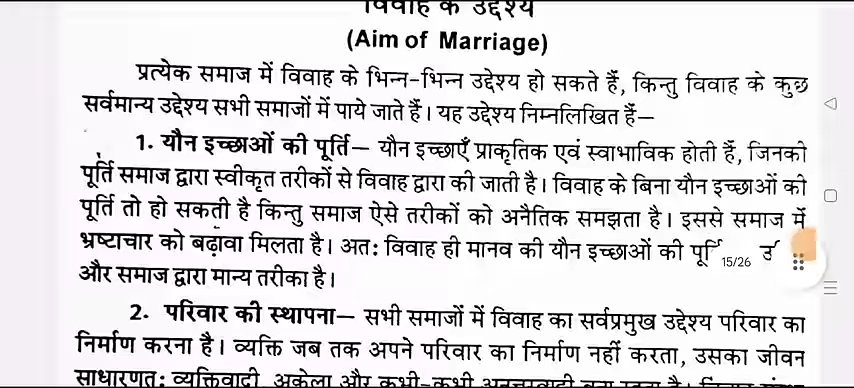 विवाह के उद्देश्य
(Aim of Marriage)
प्रत्येक समाज में विवाह के भिन्न-भिन्न उद्देश्य हो सकते हैं, किन्तु विवाह के कुछ
सर्वमान्य उद्देश्य सभी समाजों में पाये जाते हैं। यह उद्देश्य निम्नलिखित हैं—
1. यौन इच्छाओं की पूर्ति— यौन इच्छाएँ प्राकृतिक एवं स्वाभाविक होती हैं, जिनकी
पूर्ति समाज द्वारा स्वीकृत तरीकों से विवाह द्वारा की जाती है। विवाह के बिना यौन इच्छाओं की
पूर्ति तो हो सकती है किन्तु समाज ऐसे तरीकों को अनैतिक समझता है। इससे समाज में
भ्रष्टाचार को बढ़ावा मिलता है। अतः विवाह ही मानव की यौन इच्छाओं की 15/26
और समाज द्वारा मान्य तरीका है।
2. परिवार की स्थापना— सभी समाजों में विवाह का सर्वप्रमुख उद्देश्य परिवार का
निर्माण करना है। व्यक्ति जब तक अपने परिवार का निर्माण नहीं करता, उसका जीवन
साधारणतः व्यक्तिवादी, अकेला और कभी-कभी